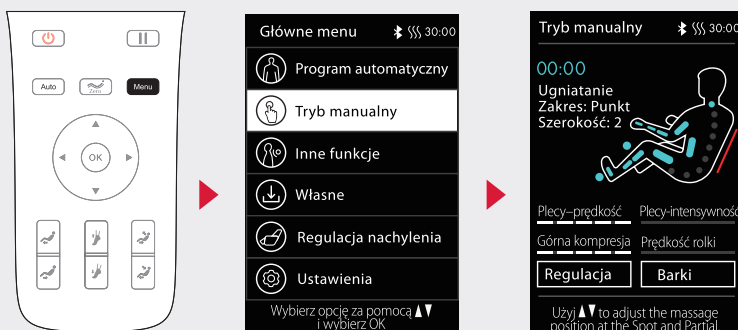 Auto
Zero
Menu
OK
Główne menu 30:00
Program automatyczny
Tryb manualny
Inne funkcje
Własne
Regulacja nachylenia
Ustawienia
Wybierz opcję za pomocą ▲▼
i wybierz OK
Tryb manualny 30:00
00:00
Ugniatanie
Zakres: Punkt
Szerokość: 2
Plecy–prędkość Plecy-intensywność
Górna kompresja Prędkość rolki
Regulacja Barki
Użyj ▲▼ to adjust the massage
position at the Spot and Partial.